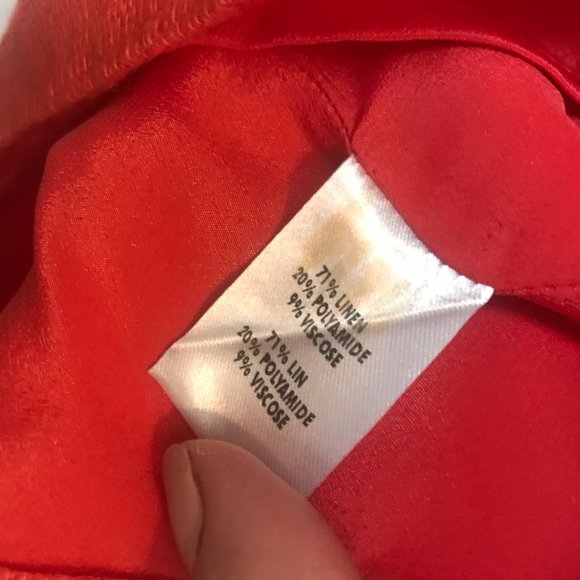 71% LINEN
20% POLYAMIDE
9% VISCOSE
71% LIN
20% POLYAMIDE
9% VISCOSE